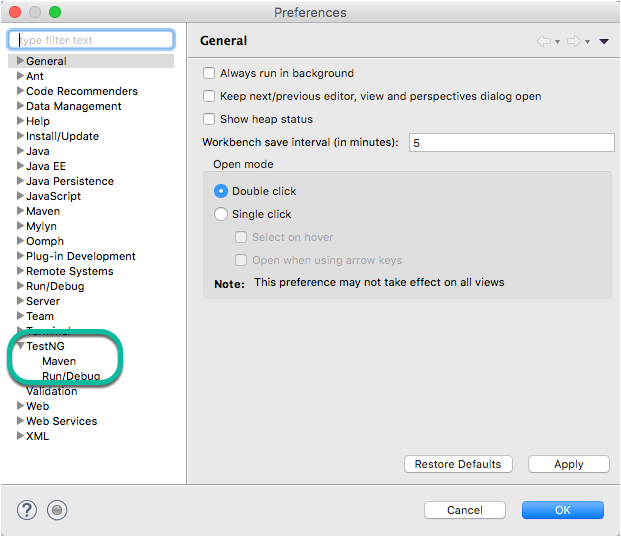 Preferences
type filter text
General
Ant
Code Recommenders
Data Management
Help
Install/Update
Java
Java EE
Java Persistence
JavaScript
Maven
Mylyn
Oomph
Plug-in Development
Remote Systems
Run/Debug
Server
Team
Terminal
TestNG
Maven
Run/Debug
Validation
Web
Web Services
XML
General
Always run in background
Keep next/previous editor, view and perspectives dialog open
Show heap status
Workbench save interval (in minutes): 5
Open mode
Double click
Single click
Select on hover
Open when using arrow keys
Note: This preference may not take effect on all views
Restore Defaults Apply
? Cancel OK